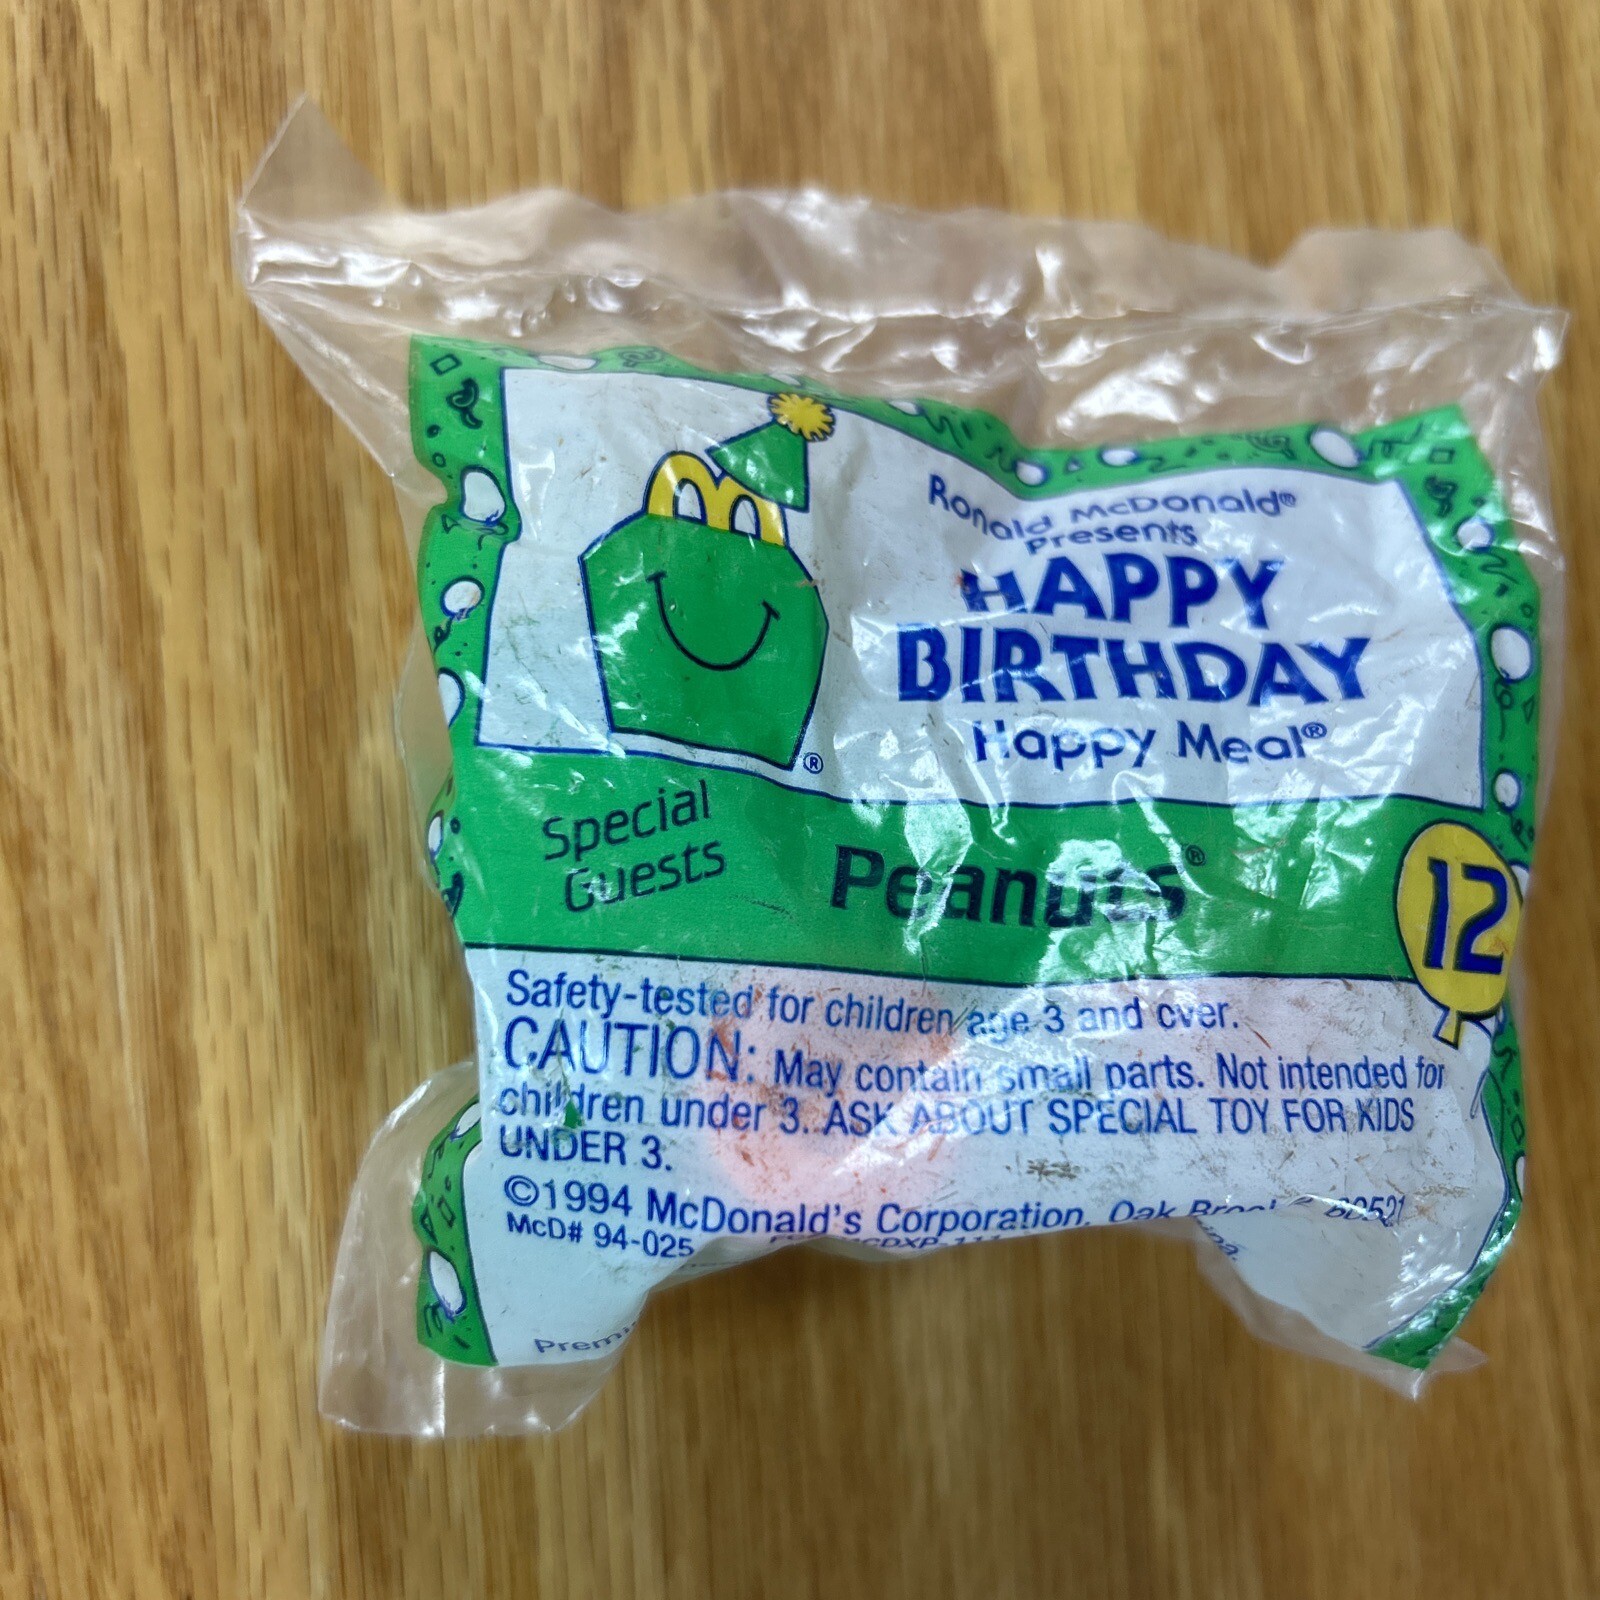 Ronald McDonald®
Presents
HAPPY
BIRTHDAY
Happy Meal®
®
Special
Guests
Peanuts®
12
Safety-tested for children age 3 and over.
CAUTION: May contain small parts. Not intended for
children under 3. ASK ABOUT SPECIAL TOY FOR KIDS
UNDER 3.
©1994 McDonald's Corporation, Oak 60521
McD# 94-025